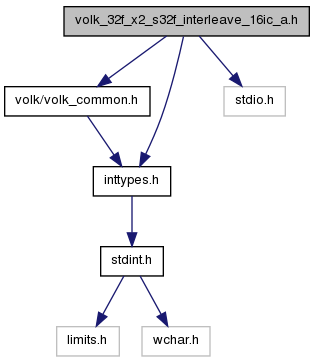 volk_32f_x2_s32f_interleave_16ic_a.h
volk/volk_common.h
stdio.h
inttypes.h
stdint.h
limits.h
wchar.h